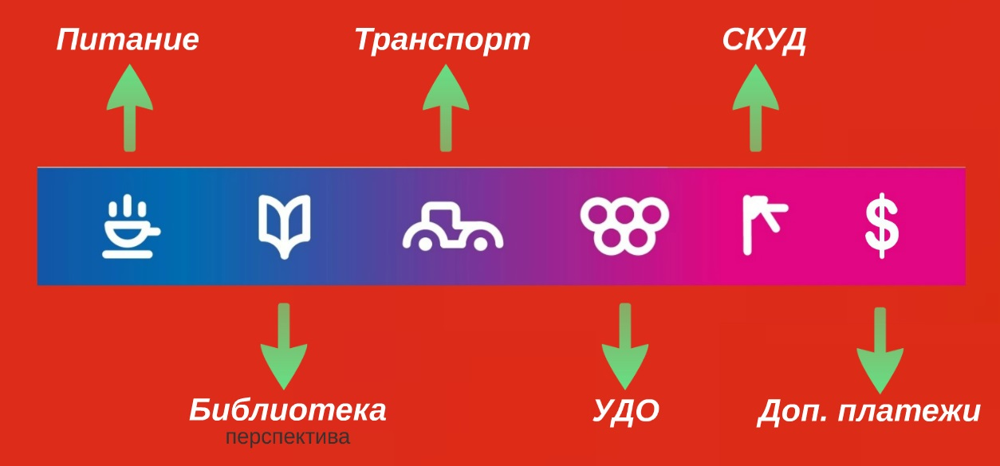 Питание
Транспорт
СКУД
Библиотека
перспектива
УДО
Доп. платежи